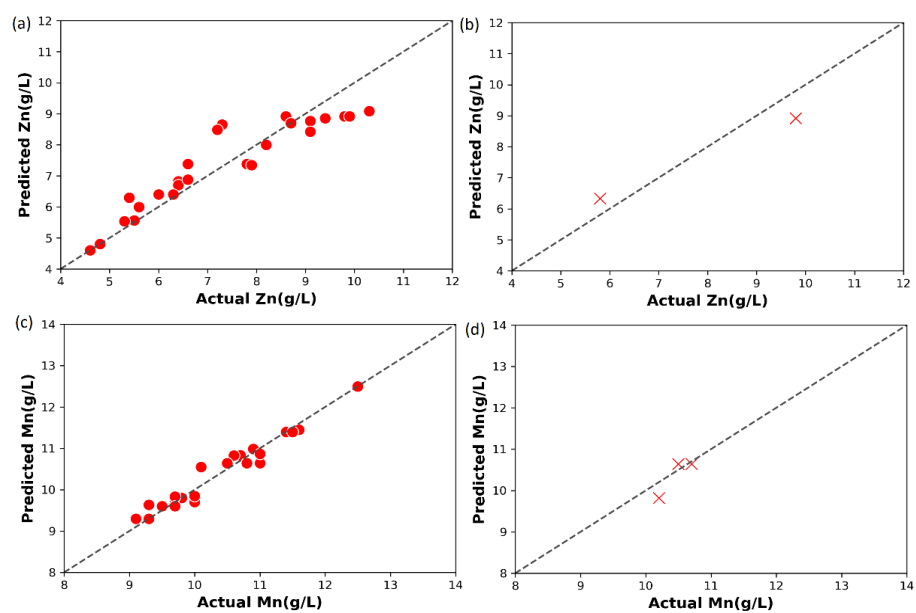 (a)
12
11
10
9
8
7
6
5
4
4 5 6 7 8 9 10 11 12
Predicted Zn(g/L)
Actual Zn(g/L)
(b)
12
11
10
9
8
7
6
5
4
4 5 6 7 8 9 10 11 12
Predicted Zn(g/L)
Actual Zn(g/L)
(c)
14
13
12
11
10
9
8
8 9 10 11 12 13 14
Predicted Mn(g/L)
Actual Mn(g/L)
(d)
14
13
12
11
10
9
8
8 9 10 11 12 13 14
Predicted Mn(g/L)
Actual Mn(g/L)